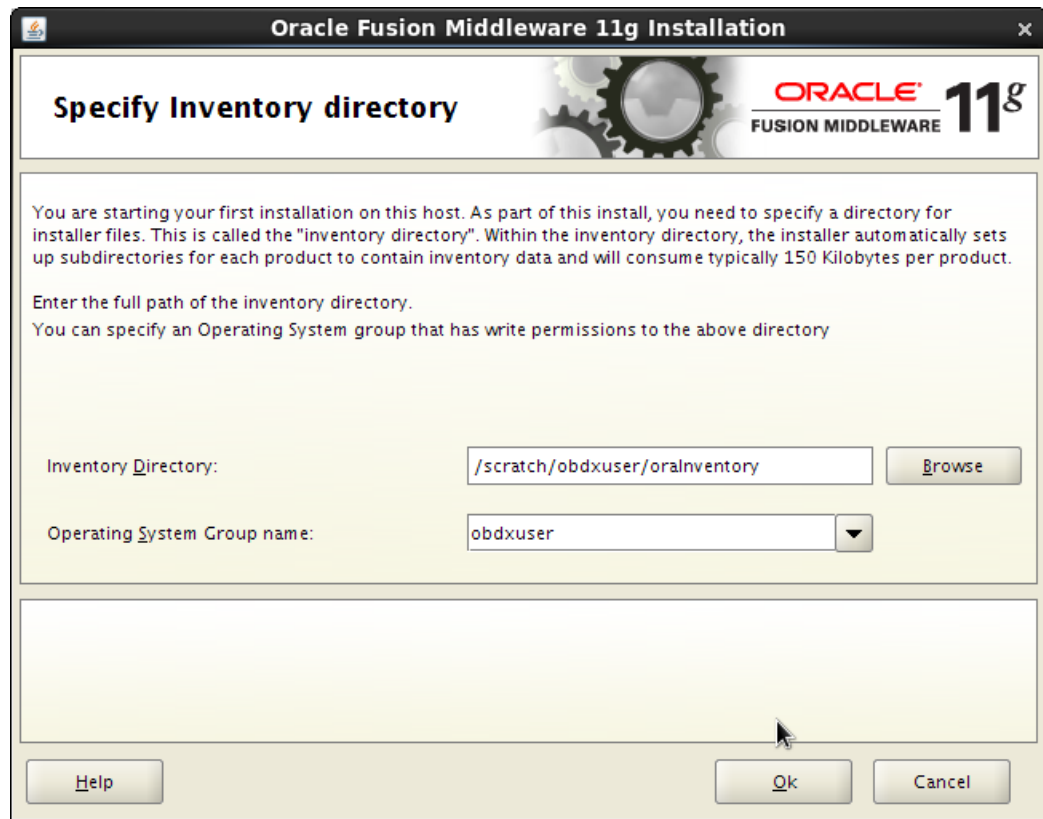 Oracle Fusion Middleware 11g Installation
Specify Inventory directory
ORACLE
FUSION MIDDLEWARE
11g
You are starting your first installation on this host. As part of this install, you need to specify a directory for
installer files. This is called the "inventory directory". Within the inventory directory, the installer automatically sets
up subdirectories for each product to contain inventory data and will consume typically 150 Kilobytes per product.
Enter the full path of the inventory directory.
You can specify an Operating System group that has write permissions to the above directory
Inventory Directory: /scratch/obdxuser/oraInventory Browse
Operating System Group name: obdxuser
Help Ok Cancel